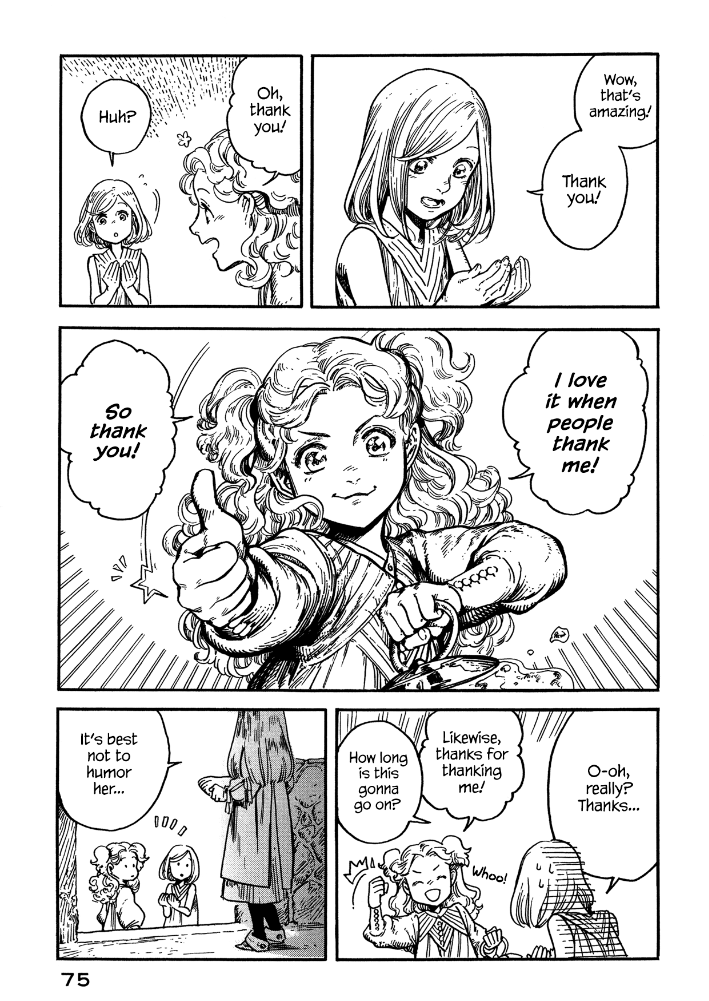 Wow,
that's
amazing!
Thank
you!
Oh,
thank
you!
Huh?
I love
it when
people
thank
me!
So
thank
you!
O-oh,
really?
Thanks...
Likewise,
thanks for
thanking
me!
Whoo!
How long
is this
gonna
go on?
It's best
not to
humor
her...
75